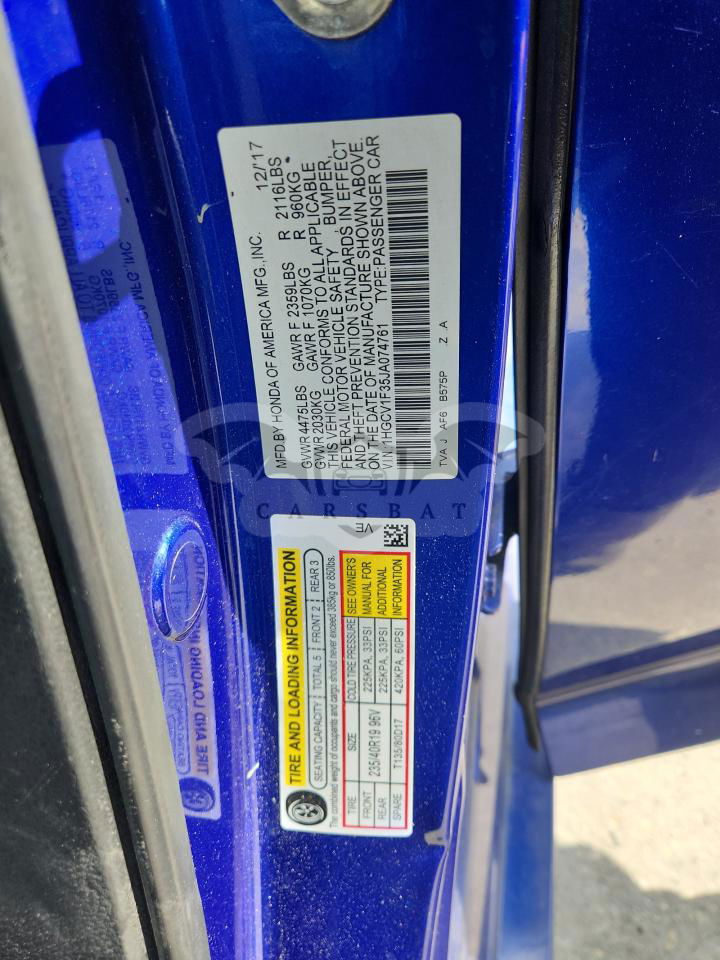 MFD BY HONDA OF AMERICA MFG., INC. 12/'17
GVWR 4475LBS GAWR F 2359LBS R 2116LBS
GVWR 2030KG GAWR F 1070KG R 960KG
THIS VEHICLE CONFORMS TO ALL APPLICABLE
FEDERAL MOTOR VEHICLE SAFETY, BUMPER,
AND THEFT PREVENTION STANDARDS IN EFFECT
ON THE DATE OF MANUFACTURE SHOWN ABOVE.
V.I.N. 1HGCV1F35JA074761 TYPE:PASSENGER CAR
TVA J AF6 B575P Z A
CARSBAT
TIRE AND LOADING INFORMATION
SEATING CAPACITY TOTAL 5 FRONT 2 REAR 3
The combined weight of occupants and cargo should never exceed 385kg or 850lbs.
TIRE SIZE COLD TIRE PRESSURE SEE OWNER'S
FRONT 235/40R19 96V 225KPA, 33PSI MANUAL FOR
REAR 225KPA, 33PSI ADDITIONAL
SPARE T135/80D17 420KPA, 60PSI INFORMATION
VE